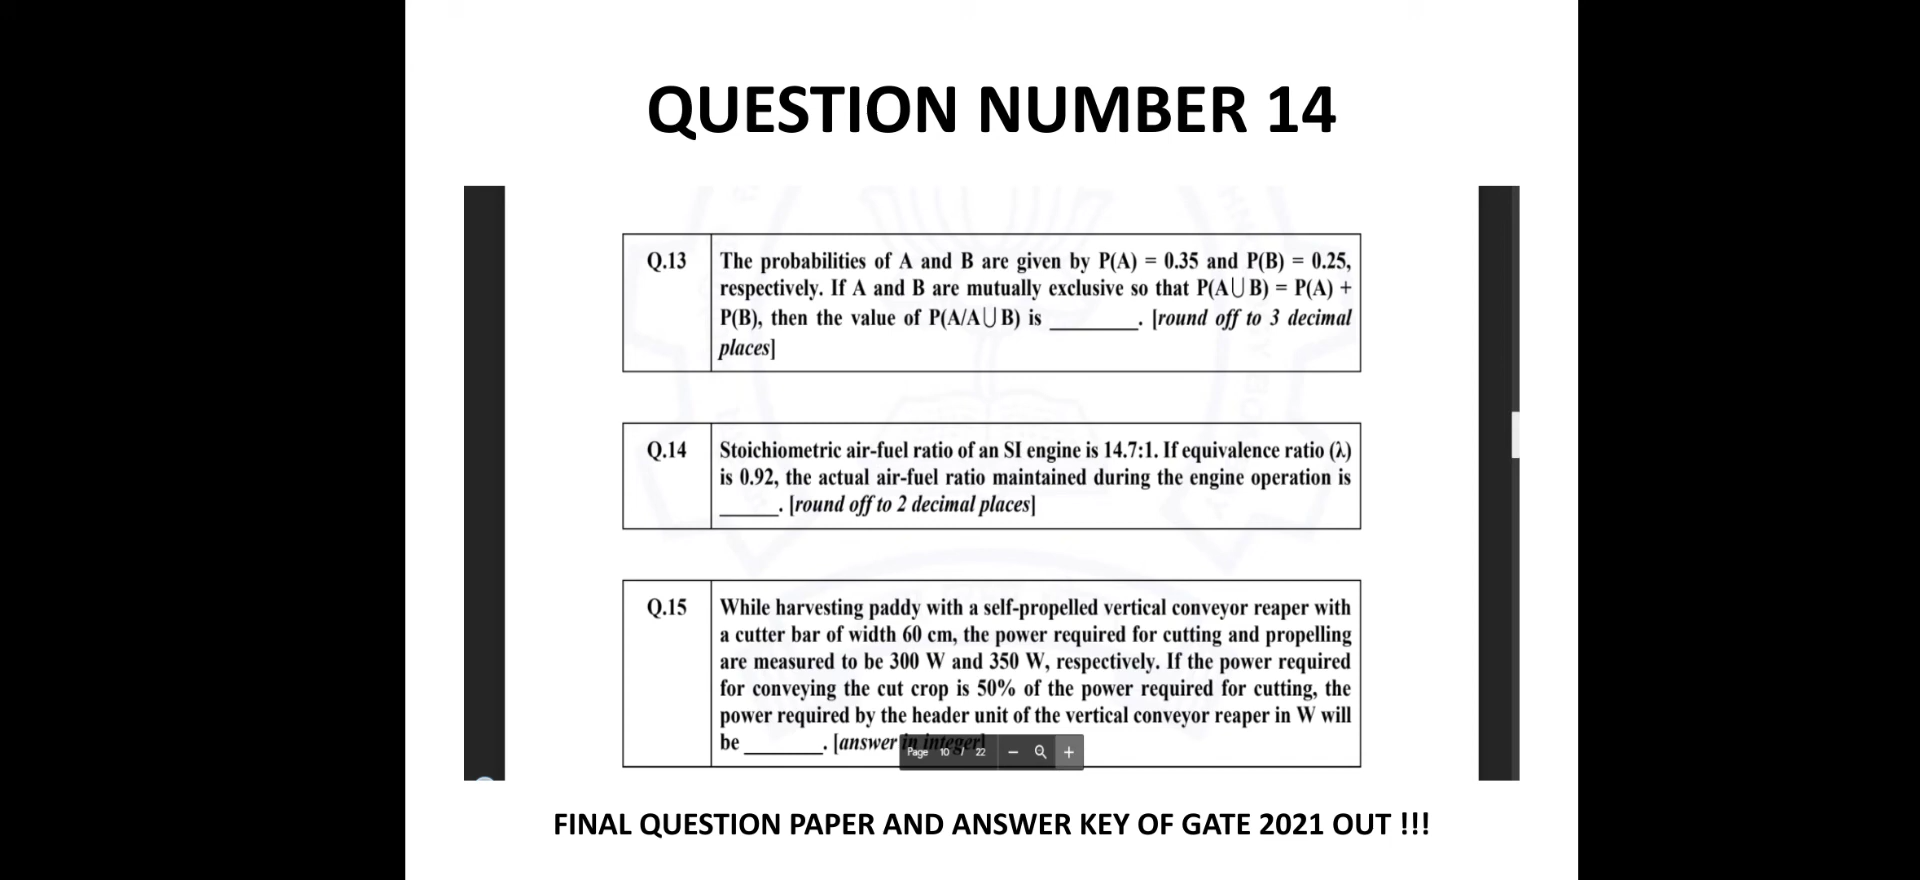 QUESTION NUMBER 14
Q.13 The probabilities of A and B are given by P(A) = 0.35 and P(B) = 0.25,
respectively. If A and B are mutually exclusive so that P(A⋃B) = P(A) +
P(B), then the value of P(A/A⋃B) is ________. [round off to 3 decimal
places]
Q.14 Stoichiometric air-fuel ratio of an SI engine is 14.7:1. If equivalence ratio (λ)
is 0.92, the actual air-fuel ratio maintained during the engine operation is
______. [round off to 2 decimal places]
Q.15 While harvesting paddy with a self-propelled vertical conveyor reaper with
a cutter bar of width 60 cm, the power required for cutting and propelling
are measured to be 300 W and 350 W, respectively. If the power required
for conveying the cut crop is 50% of the power required for cutting, the
power required by the header unit of the vertical conveyor reaper in W will
be ________. [answer in integer]
Page 10 / 22 − +
FINAL QUESTION PAPER AND ANSWER KEY OF GATE 2021 OUT !!!